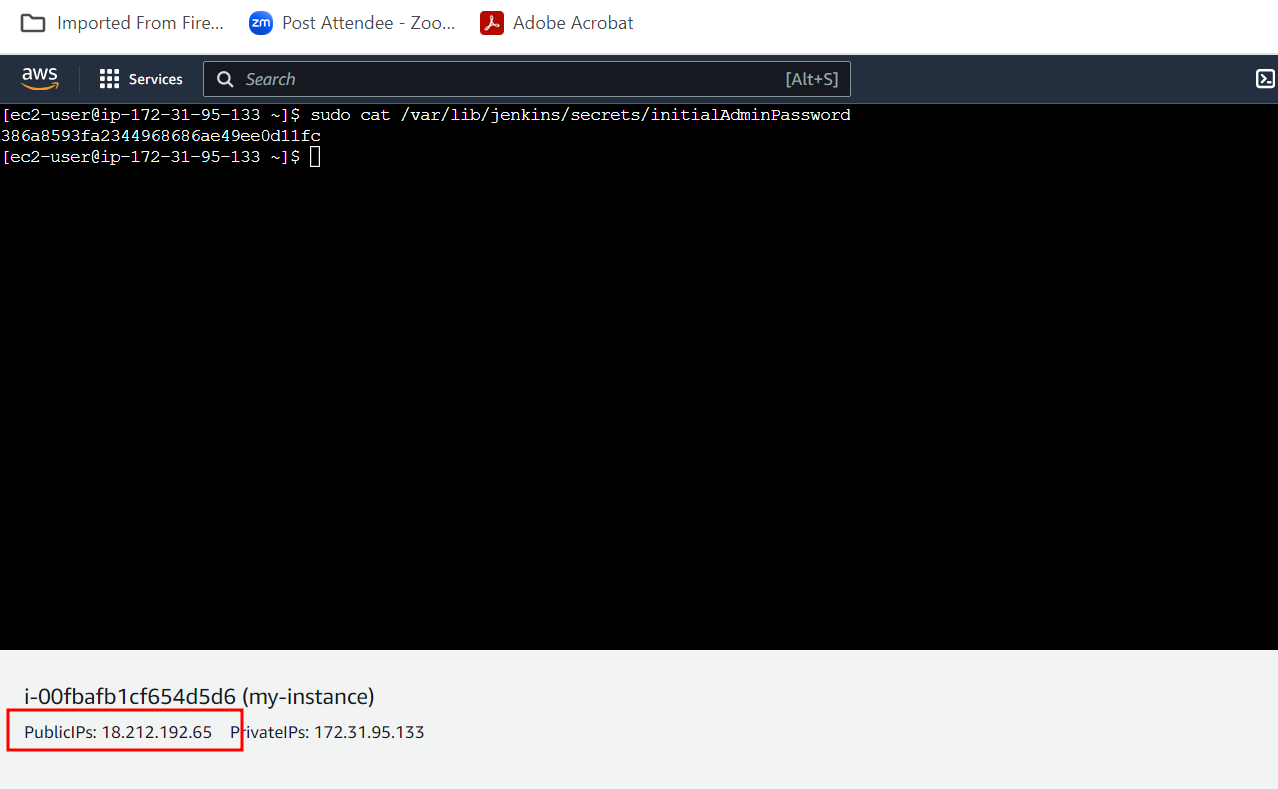 Imported From Fire... zm Post Attendee - Zoo... Adobe Acrobat
aws Services Search [Alt+S]
[ec2-user@ip-172-31-95-133 ~]$ sudo cat /var/lib/jenkins/secrets/initialAdminPassword
386a8593fa2344968686ae49ee0d11fc
[ec2-user@ip-172-31-95-133 ~]$
i-00fbafb1cf654d5d6 (my-instance)
PublicIPs: 18.212.192.65 PrivateIPs: 172.31.95.133